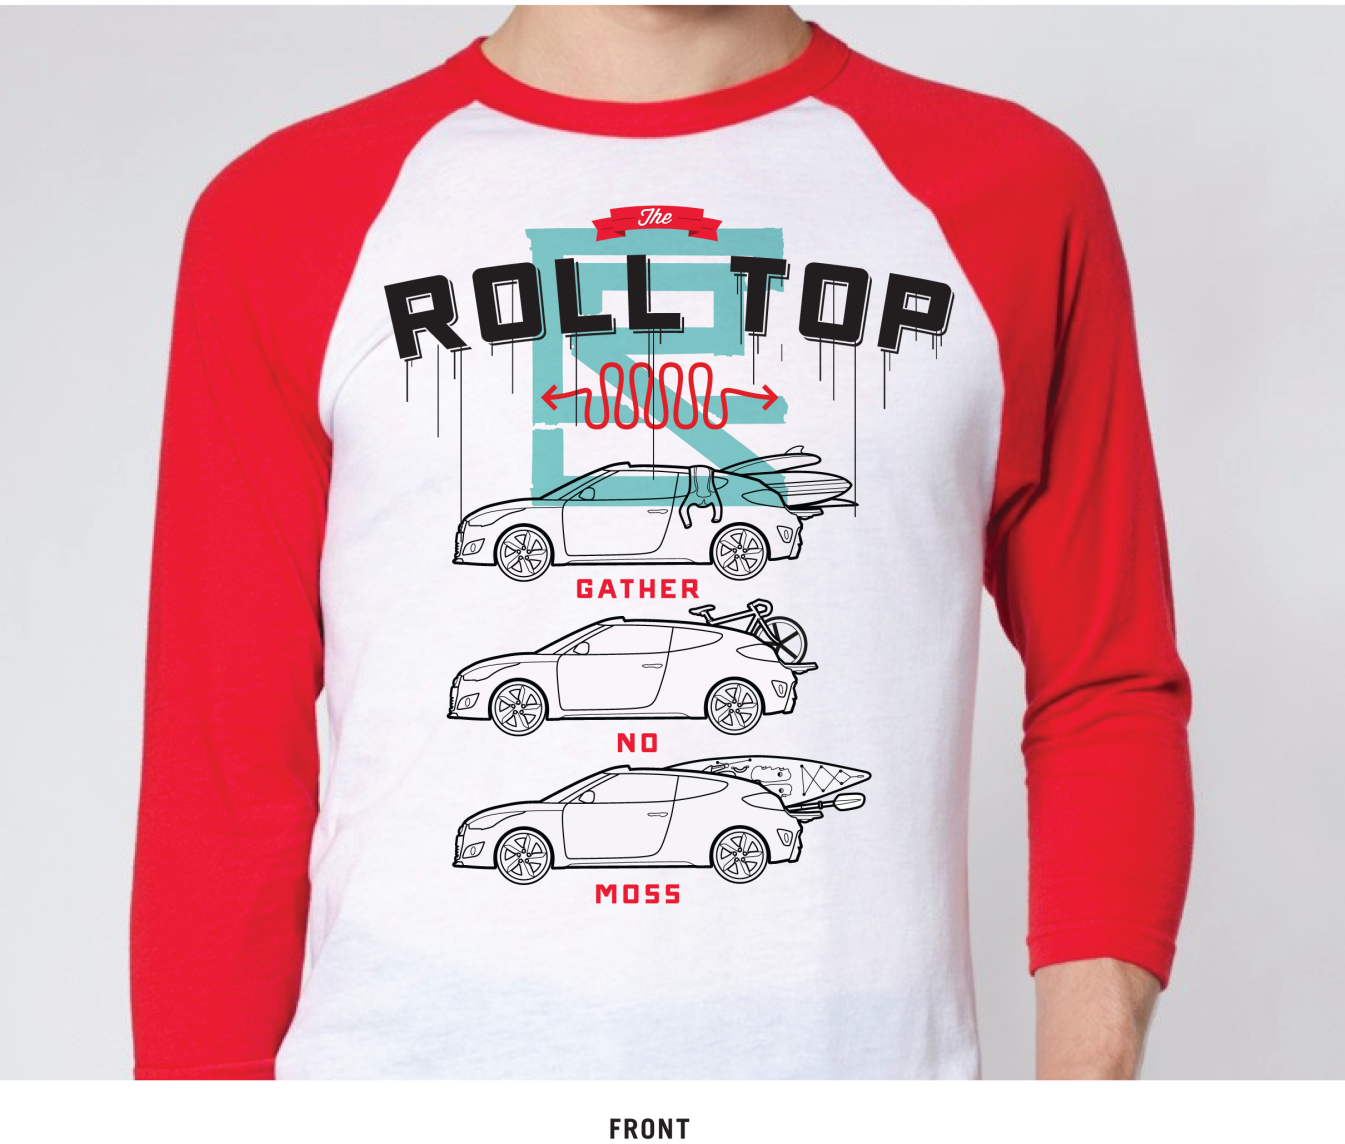 The
ROLL TOP
GATHER
NO
MOSS
FRONT